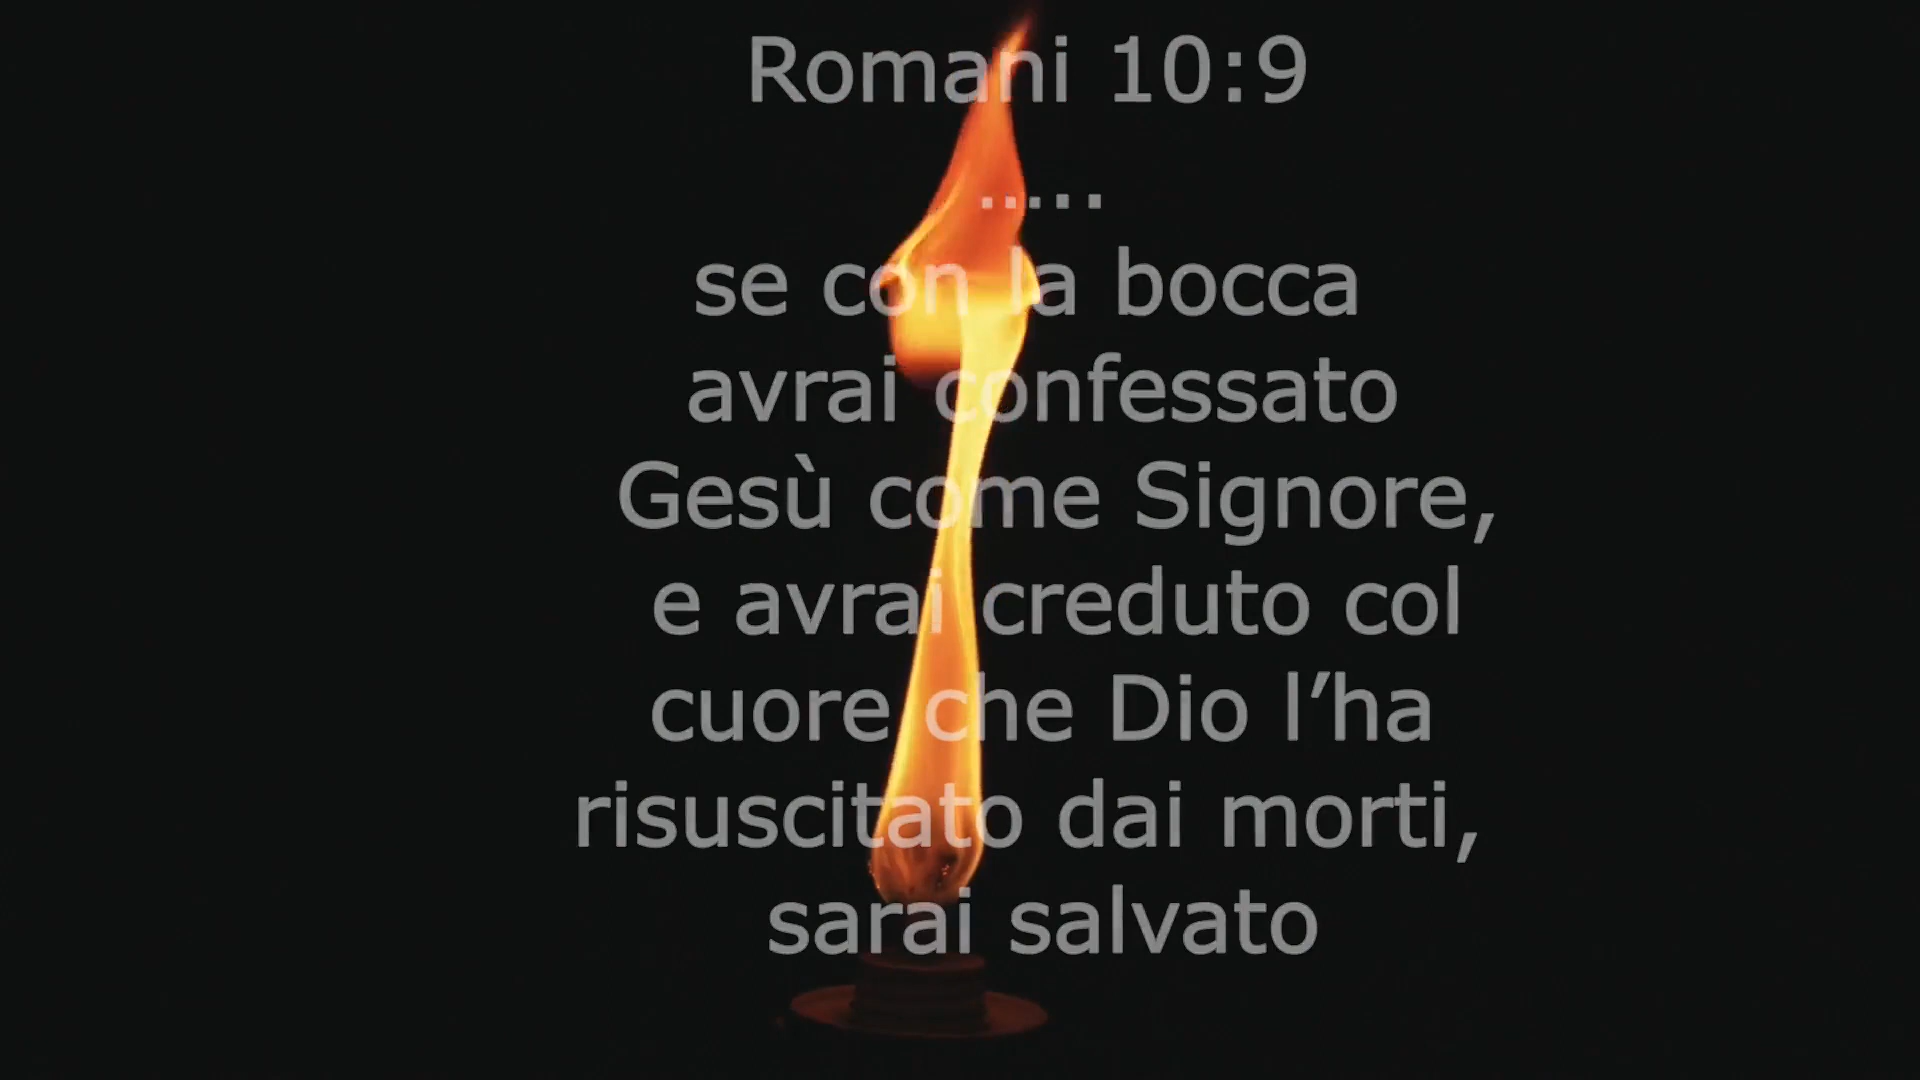 Romani 10:9
.....
se con la bocca
avrai confessato
Gesù come Signore,
e avrai creduto col
cuore che Dio l’ha
risuscitato dai morti,
sarai salvato